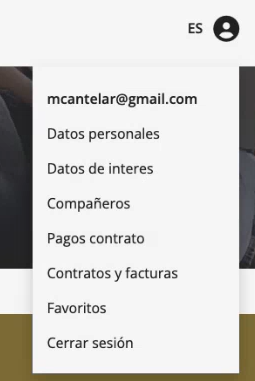 ES
mcantelar@gmail.com
Datos personales
Datos de interes
Compañeros
Pagos contrato
Contratos y facturas
Favoritos
Cerrar sesión